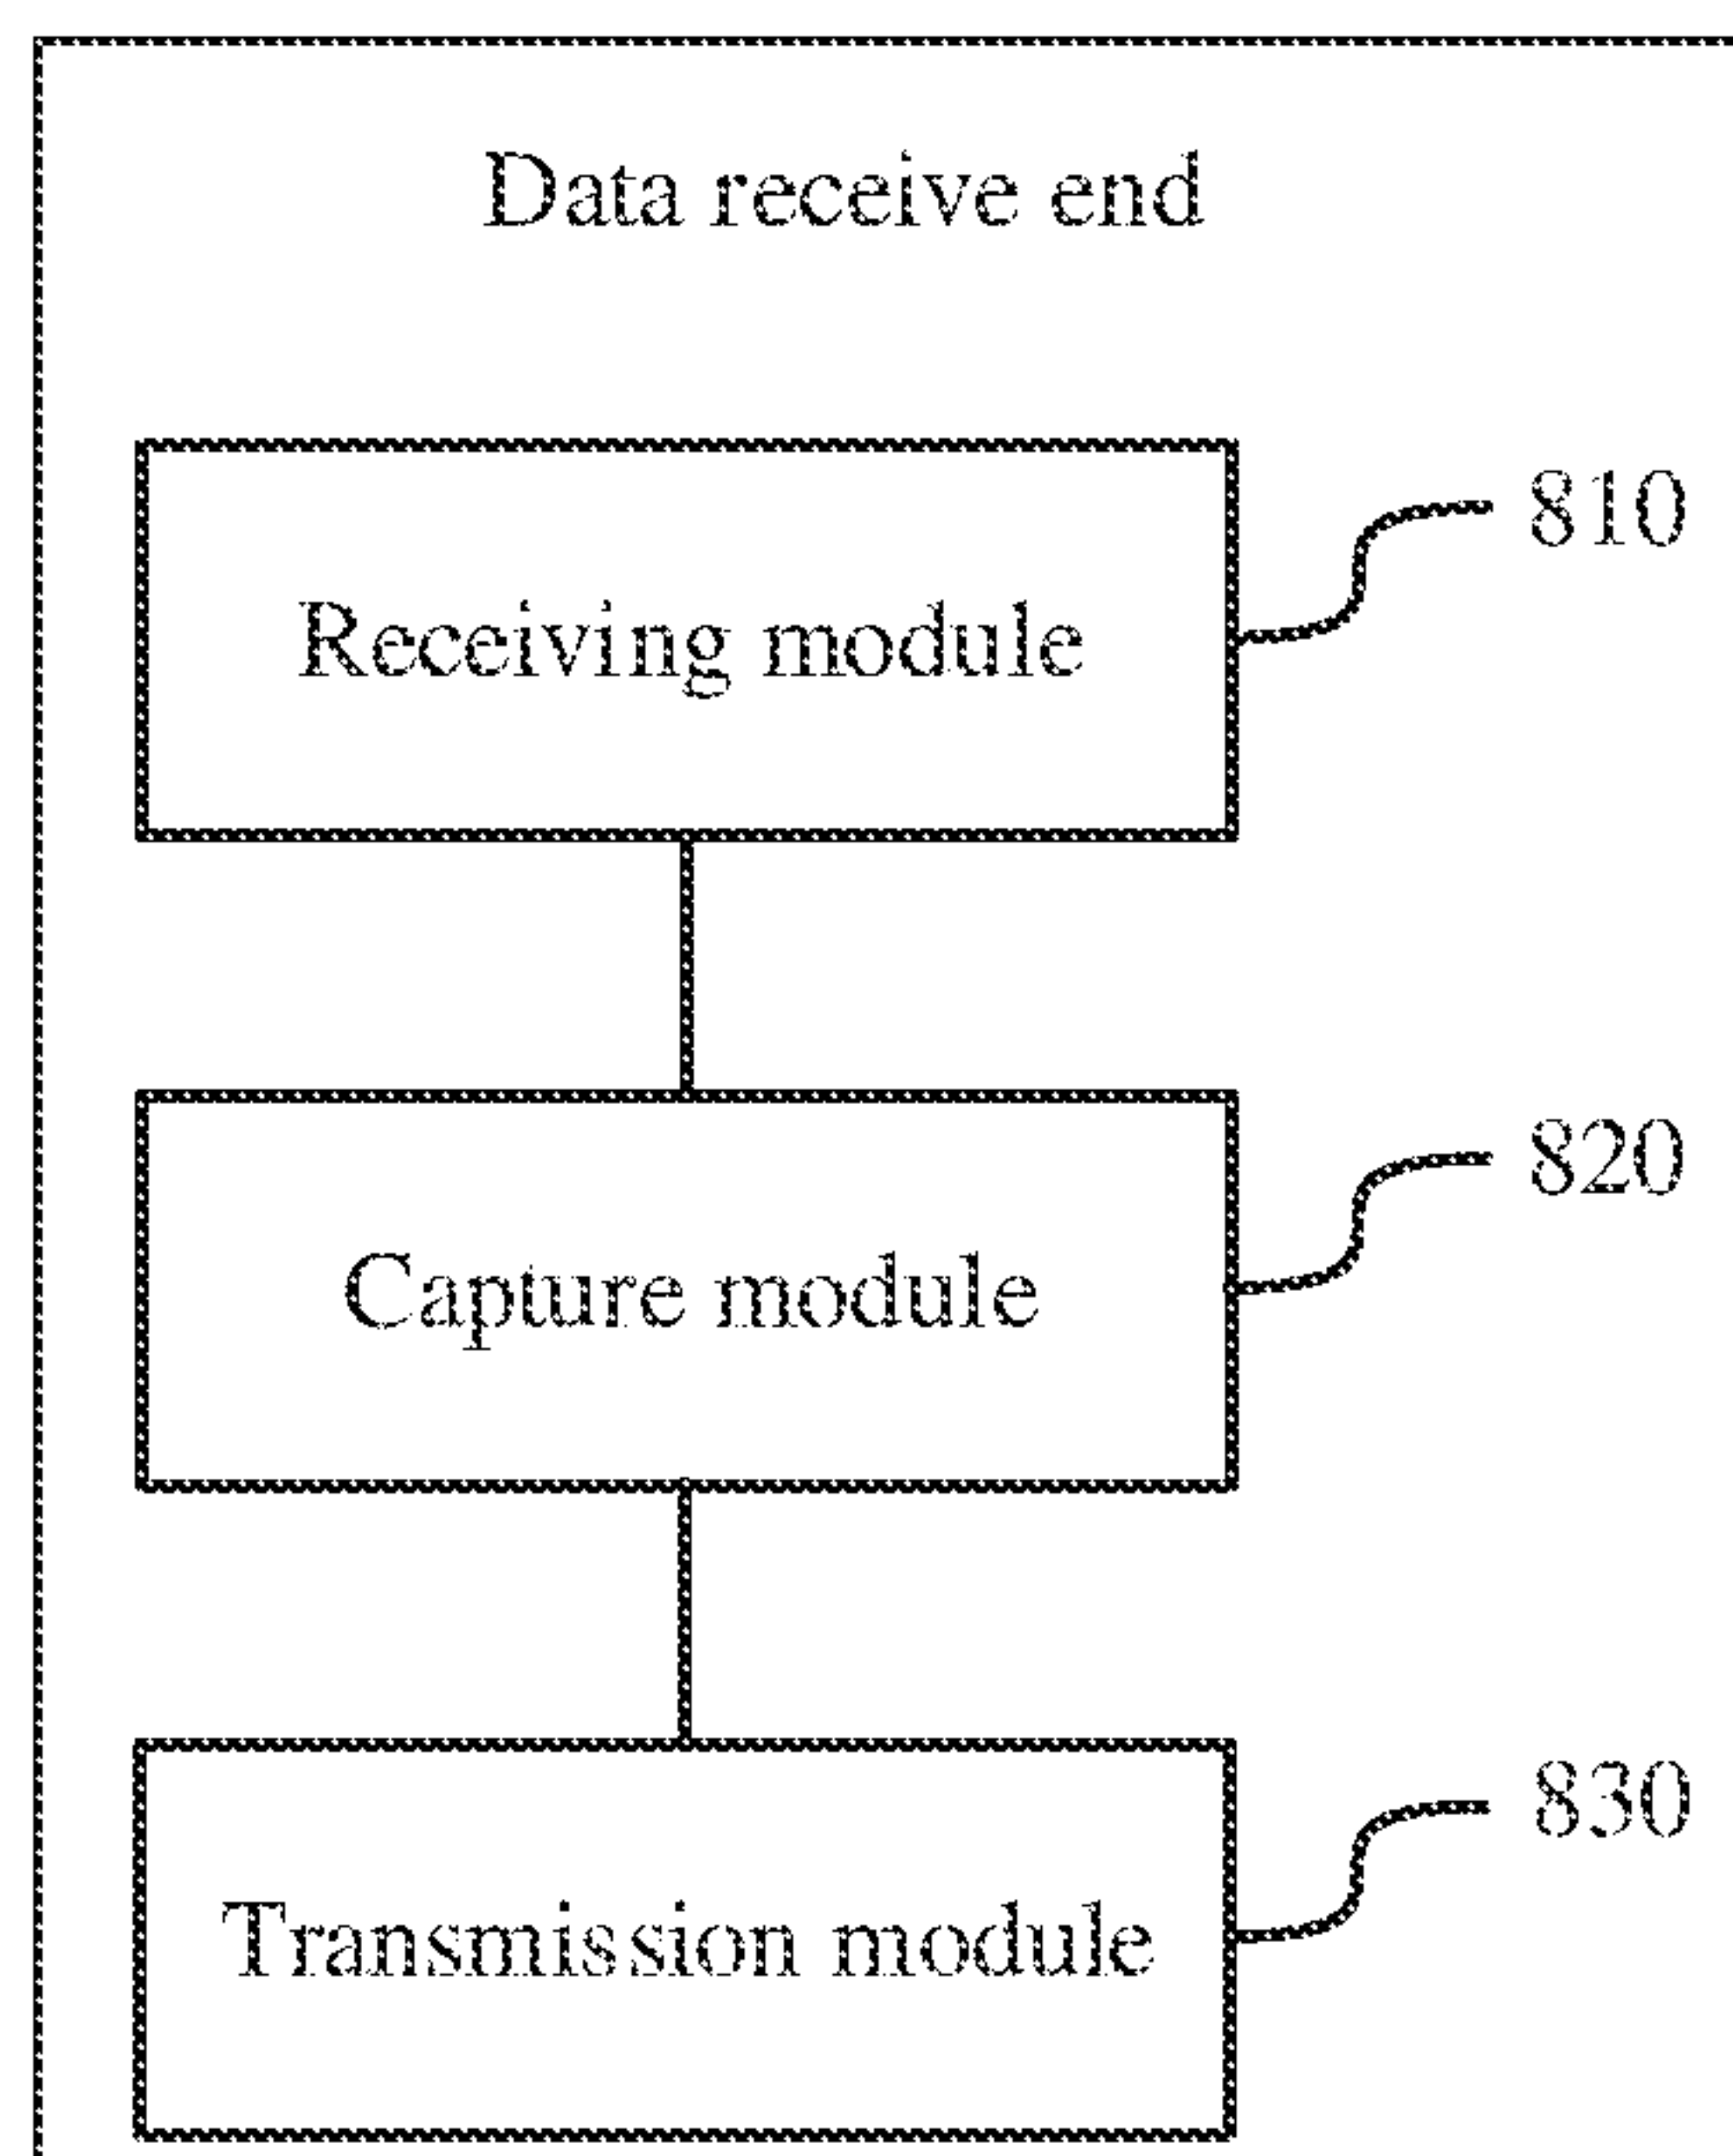 Data receive end
810
Receiving module
820
Capture module
830
Transmission module